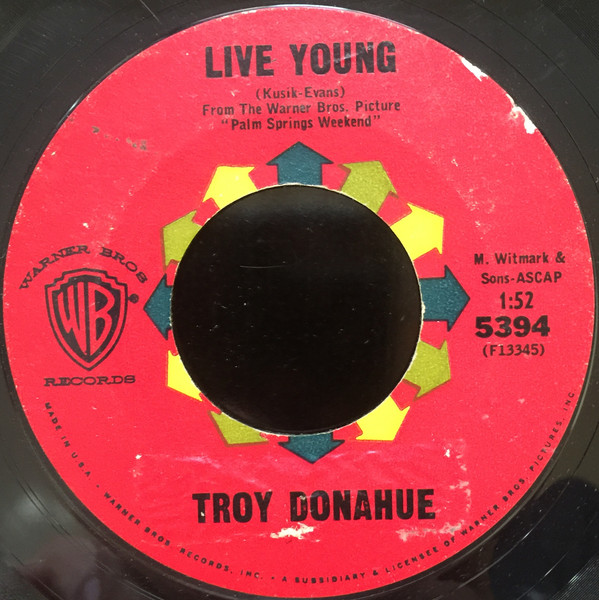 LIVE YOUNG
(Kusik-Evans)
From The Warner Bros. Picture
"Palm Springs Weekend"
WARNER BROS
WB
®
RECORDS
M. Witmark &
Sons-ASCAP
1:52
5394
(F13345)
TROY DONAHUE
MADE IN U.S.A. • WARNER BROS. RECORDS, INC. • A SUBSIDIARY & LICENSEE OF WARNER BROS. PICTURES, INC.